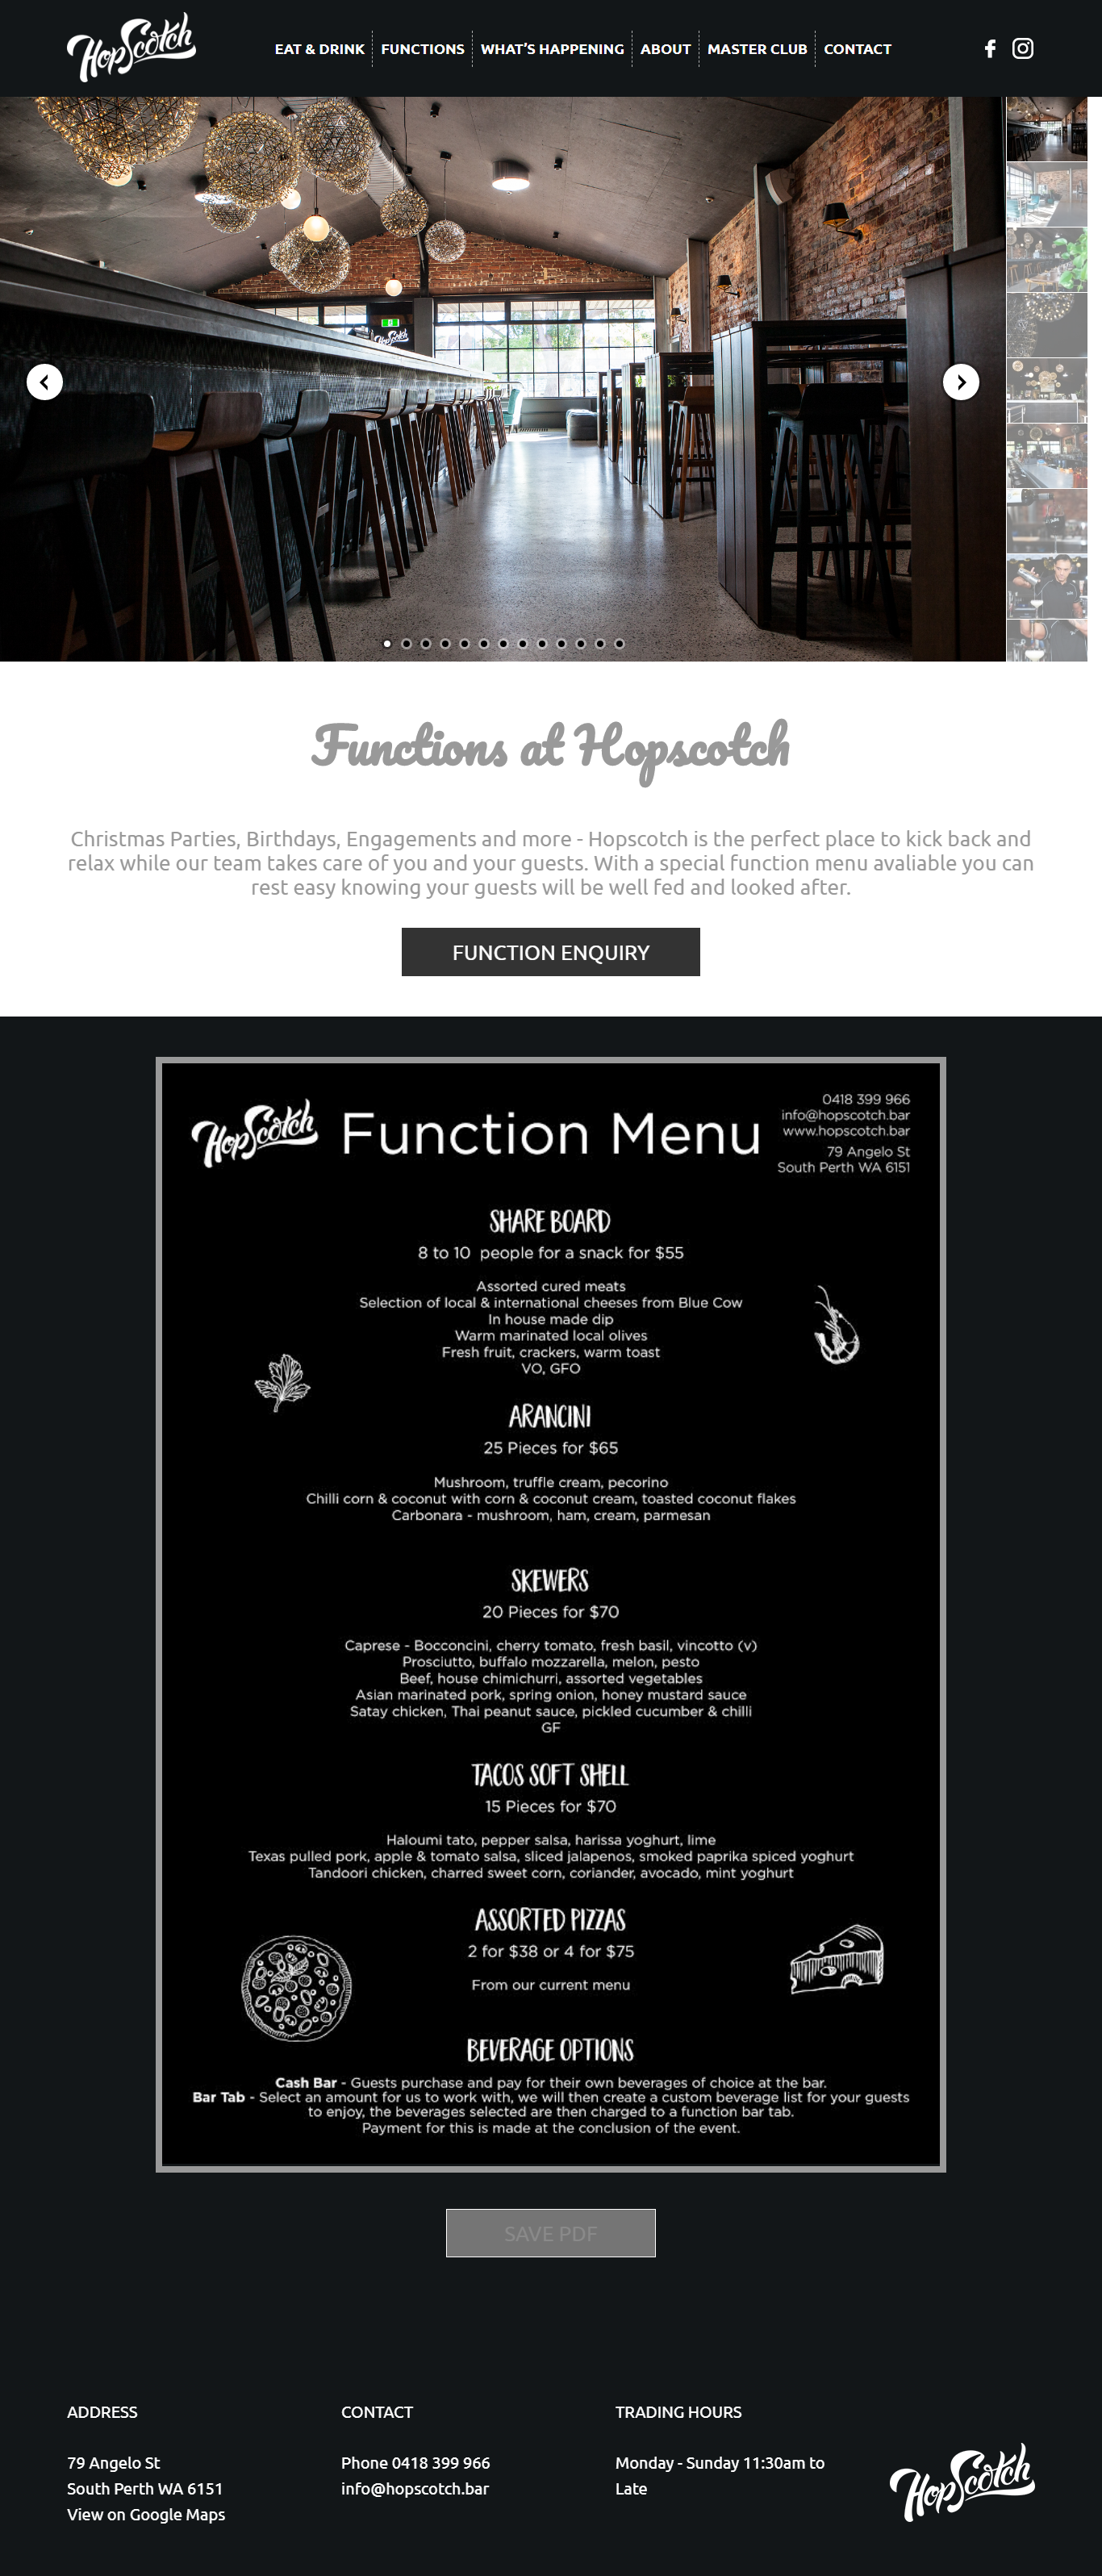 HopScotch
EAT & DRINK
FUNCTIONS
WHAT'S HAPPENING
ABOUT
MASTER CLUB
CONTACT
HopScotch
Functions at Hopscotch
Christmas Parties, Birthdays, Engagements and more - Hopscotch is the perfect place to kick back and
relax while our team takes care of you and your guests. With a special function menu avaliable you can
rest easy knowing your guests will be well fed and looked after.
FUNCTION ENQUIRY
HopScotch
Function Menu
0418 399 966
info@hopscotch.bar
www.hopscotch.bar
79 Angelo St
South Perth WA 6151
SHARE BOARD
8 to 10 people for a snack for $55
Assorted cured meats
Selection of local & international cheeses from Blue Cow
In house made dip
Warm marinated local olives
Fresh fruit, crackers, warm toast
VO, GFO
ARANCINI
25 Pieces for $65
Mushroom, truffle cream, pecorino
Chilli corn & coconut with corn & coconut cream, toasted coconut flakes
Carbonara - mushroom, ham, cream, parmesan
SKEWERS
20 Pieces for $70
Caprese - Bocconcini, cherry tomato, fresh basil, vincotto (v)
Prosciutto, buffalo mozzarella, melon, pesto
Beef, house chimichurri, assorted vegetables
Asian marinated pork, spring onion, honey mustard sauce
Satay chicken, Thai peanut sauce, pickled cucumber & chilli
GF
TACOS SOFT SHELL
15 Pieces for $70
Haloumi tato, pepper salsa, harissa yoghurt, lime
Texas pulled pork, apple & tomato salsa, sliced jalapenos, smoked paprika spiced yoghurt
Tandoori chicken, charred sweet corn, coriander, avocado, mint yoghurt
ASSORTED PIZZAS
2 for $38 or 4 for $75
From our current menu
BEVERAGE OPTIONS
Cash Bar - Guests purchase and pay for their own beverages of choice at the bar.
Bar Tab - Select an amount for us to work with, we will then create a custom beverage list for your guests
to enjoy, the beverages selected are then charged to a function bar tab.
Payment for this is made at the conclusion of the event.
SAVE PDF
ADDRESS
79 Angelo St
South Perth WA 6151
View on Google Maps
CONTACT
Phone 0418 399 966
info@hopscotch.bar
TRADING HOURS
Monday - Sunday 11:30am to
Late
HopScotch